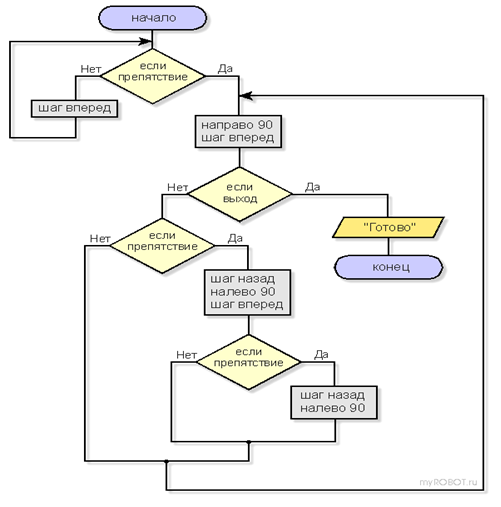 начало
если
препятствие
Нет
Да
шаг вперед
направо 90
шаг вперед
если
выход
Нет
Да
"Готово"
конец
если
препятствие
Нет
Да
шаг назад
налево 90
шаг вперед
если
препятствие
Нет
Да
шаг назад
налево 90
myROBOT.ru